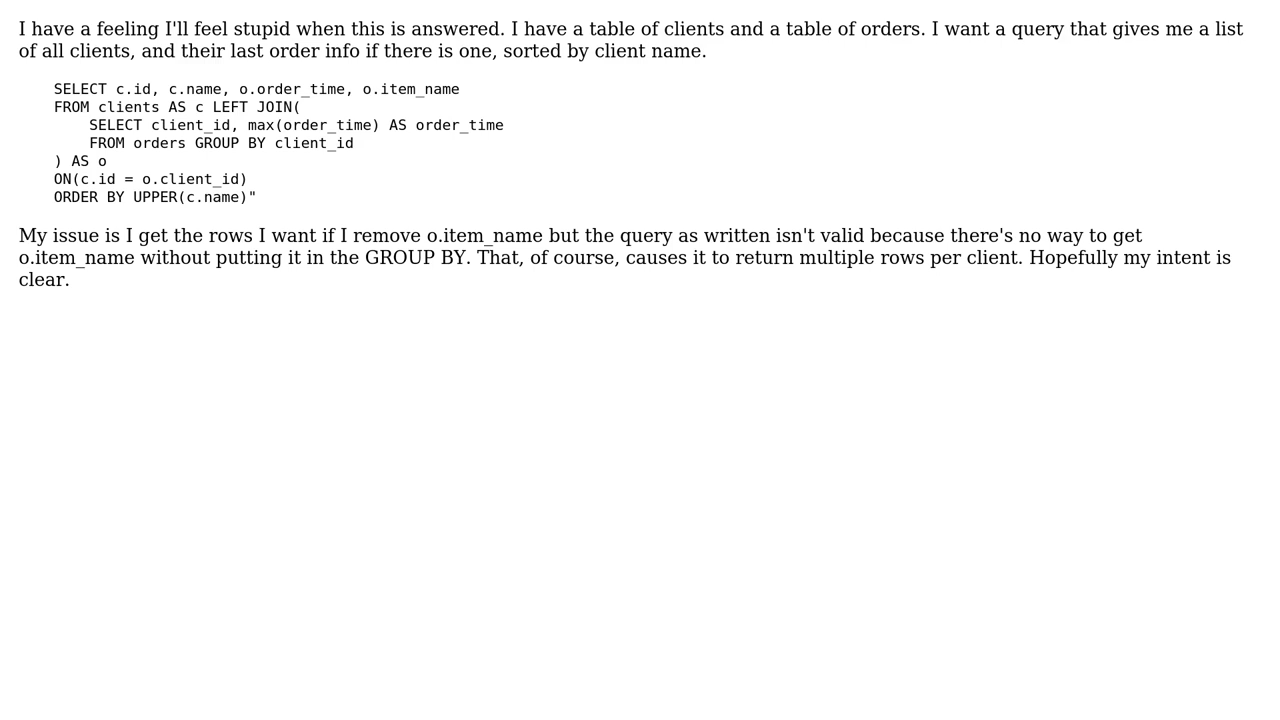 I have a feeling I'll feel stupid when this is answered. I have a table of clients and a table of orders. I want a query that gives me a list
of all clients, and their last order info if there is one, sorted by client name.
SELECT c.id, c.name, o.order_time, o.item_name
FROM clients AS c LEFT JOIN(
    SELECT client_id, max(order_time) AS order_time
    FROM orders GROUP BY client_id
) AS o
ON(c.id = o.client_id)
ORDER BY UPPER(c.name)"
My issue is I get the rows I want if I remove o.item_name but the query as written isn't valid because there's no way to get
o.item_name without putting it in the GROUP BY. That, of course, causes it to return multiple rows per client. Hopefully my intent is
clear.